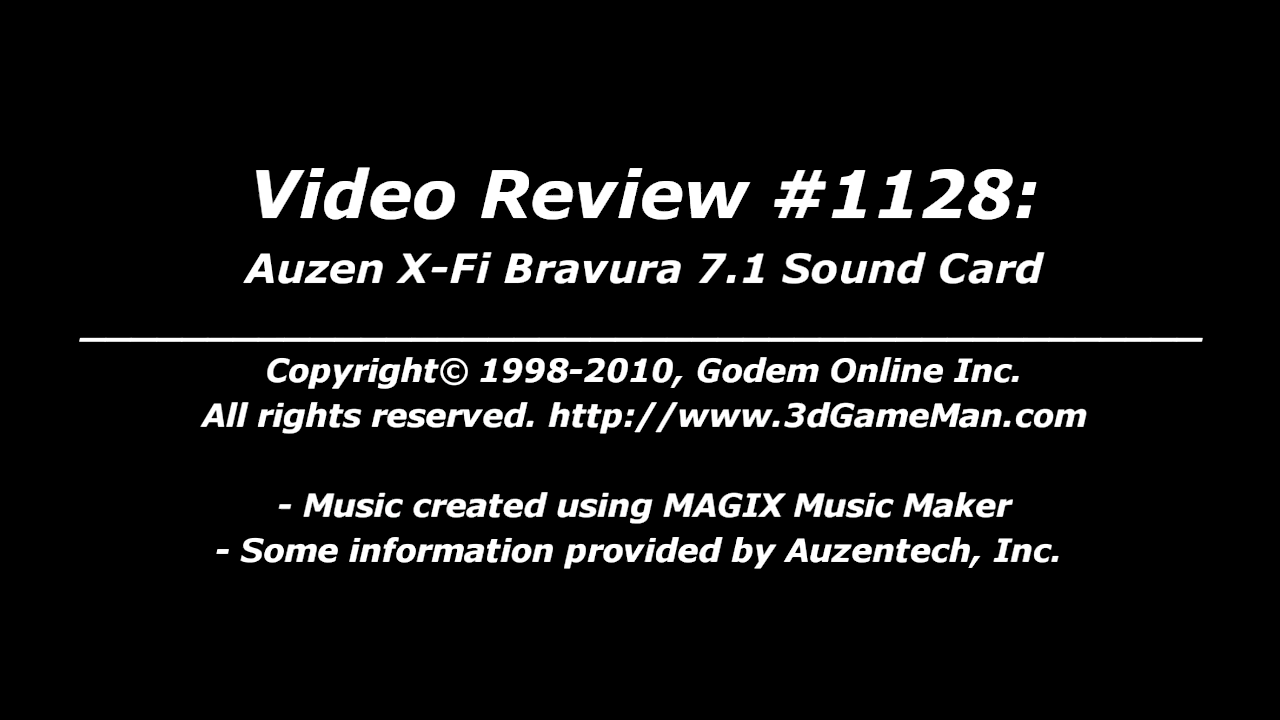 Video Review #1128:
Auzen X-Fi Bravura 7.1 Sound Card
Copyright© 1998-2010, Godem Online Inc.
All rights reserved. http://www.3dGameMan.com
- Music created using MAGIX Music Maker
- Some information provided by Auzentech, Inc.